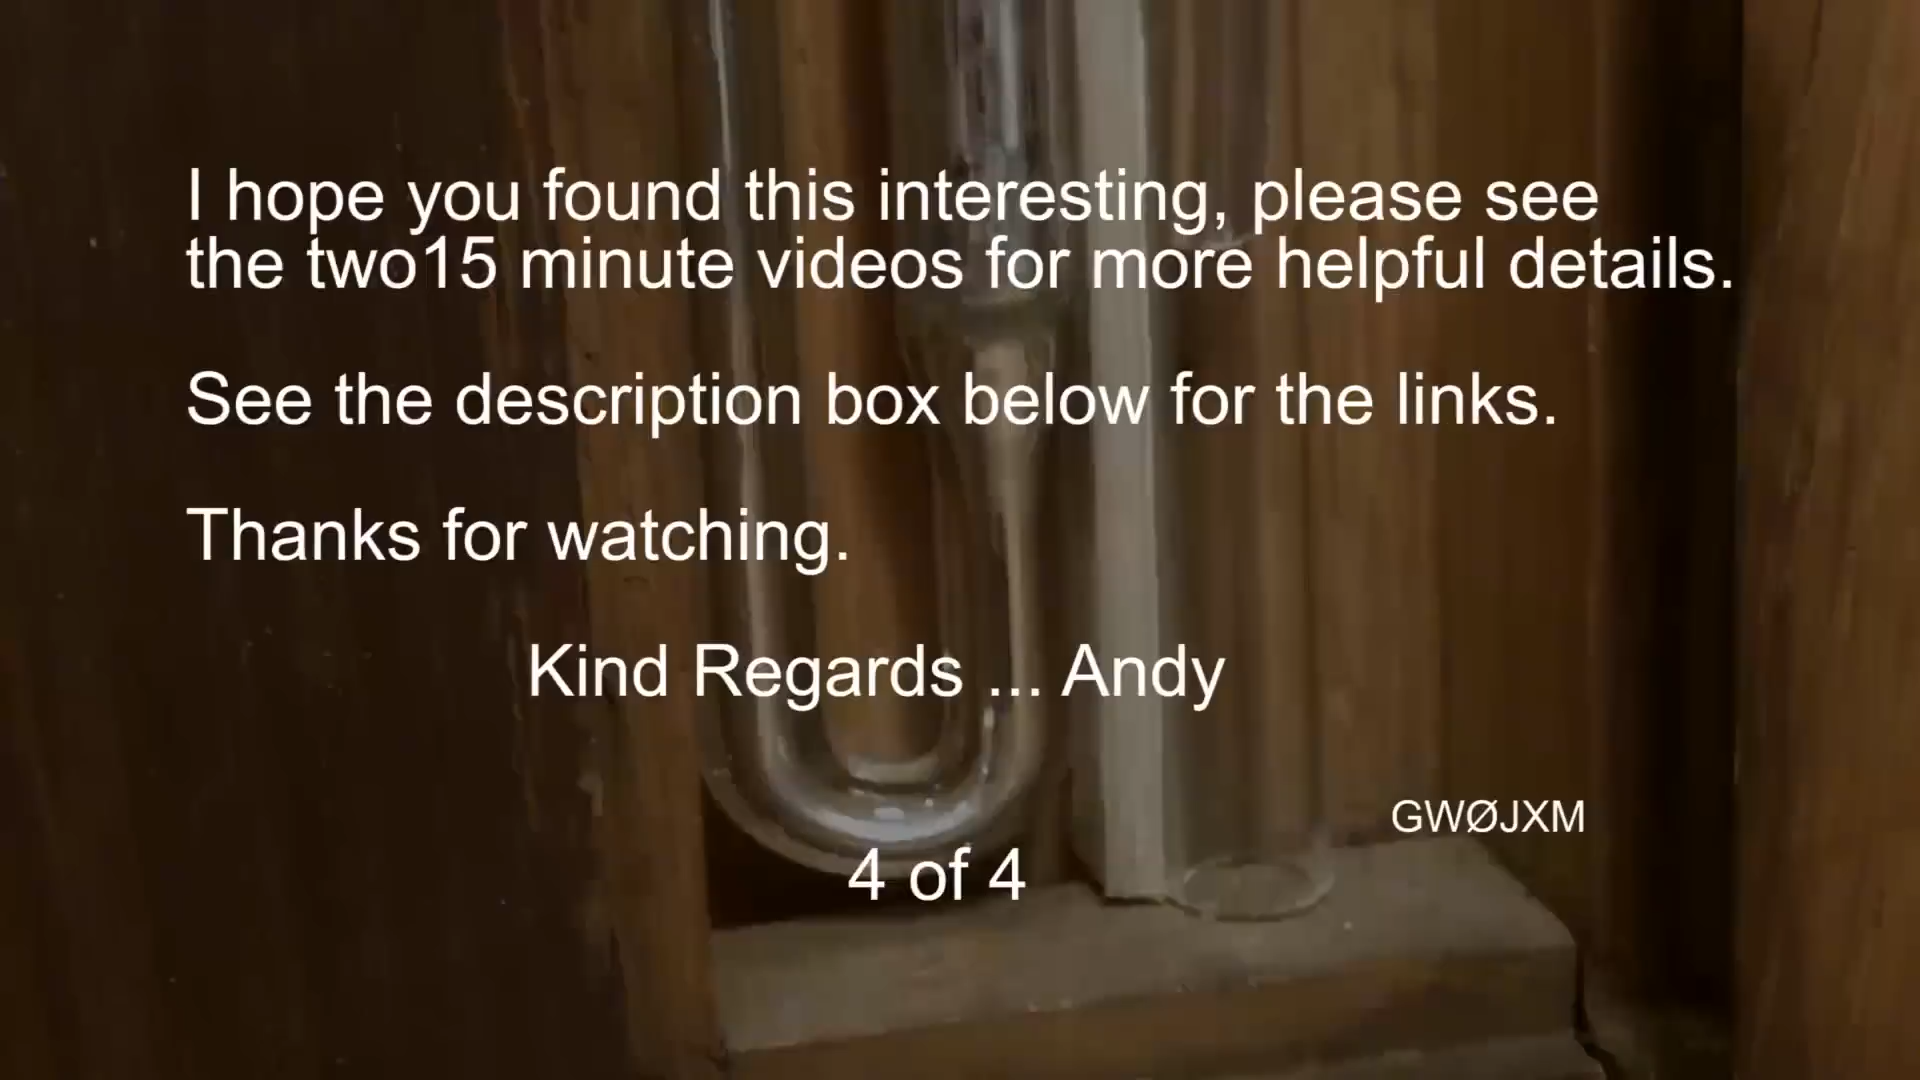 I hope you found this interesting, please see
the two15 minute videos for more helpful details.
See the description box below for the links.
Thanks for watching.
Kind Regards ... Andy
GWØJXM
4 of 4